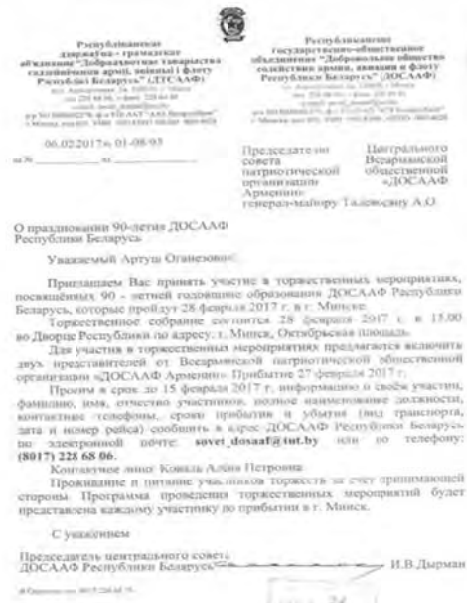 Рэспубліканскае
дзяржаўна - грамадскае
аб'яднанне "Добраахвотнае таварыства
садзейнічання арміі, авіяцыі і флоту
Рэспублікі Беларусь" (ДТСААФ)
Республиканское
государственно-общественное
объединение "Добровольное общество
содействия армии, авиации и флоту
Республики Беларусь" (ДОСААФ)
06.02.2017 № 01-08-93
на № от
Председателю Центрального
совета Всеармянской
патриотической общественной
организации «ДОСААФ
Армении»
генерал-майору Талевосяну А.О.
О праздновании 90-летия ДОСААФ
Республики Беларусь
Уважаемый Артуш Оганезович!
Приглашаем Вас принять участие в торжественных мероприятиях,
посвящённых 90 - летней годовщине образования ДОСААФ Республики
Беларусь, которые пройдут 28 февраля 2017 г. в г. Минске.
Торжественное собрание состоится 28 февраля 2017 г. в 15.00
во Дворце Республики по адресу: г. Минск, Октябрьская площадь.
Для участия в торжественных мероприятиях предлагается включить
двух представителей от Всеармянской патриотической общественной
организации «ДОСААФ Армении». Прибытие 27 февраля 2017 г.
Просим в срок до 15 февраля 2017 г. информацию о своём участии,
фамилию, имя, отчество участников, полное наименование должности,
контактные телефоны, сроки прибытия и убытия (вид транспорта,
дата и номер рейса) сообщить в адрес ДОСААФ Республики Беларусь
по электронной почте: sovet_dosaaf@tut.by или по телефону:
(8017) 228 68 06.
Контактное лицо: Коваль Алина Петровна.
Проживание и питание участников торжеств за счет принимающей
стороны. Программа проведения торжественных мероприятий будет
представлена каждому участнику по прибытии в г. Минск.
С уважением
Председатель центрального совета
ДОСААФ Республики Беларусь И.В.Дырман